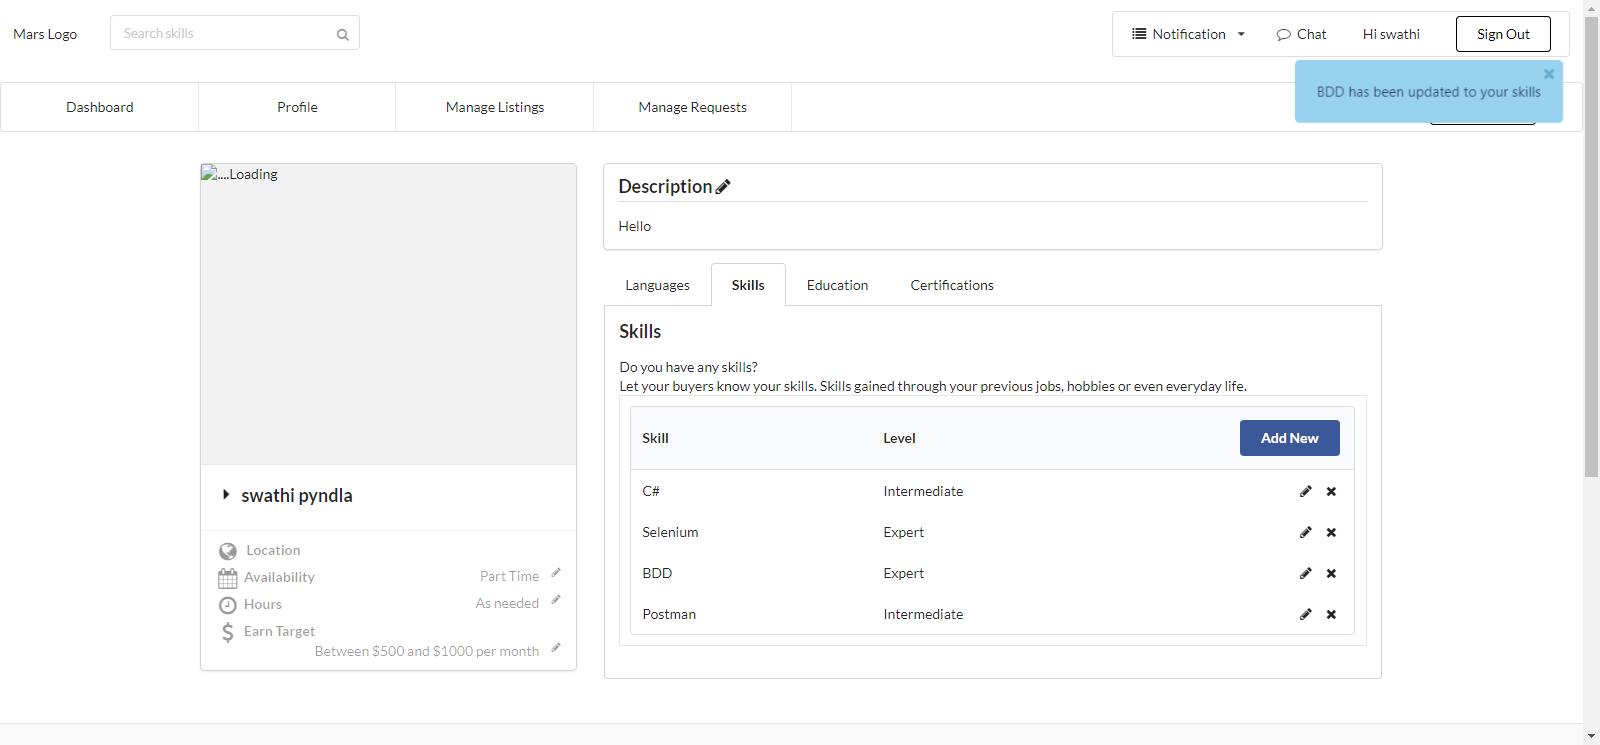 Mars Logo
Search skills
Notification
Chat
Hi swathi
Sign Out
BDD has been updated to your skills
Dashboard
Profile
Manage Listings
Manage Requests
....Loading
swathi pyndla
Location
Availability
Part Time
Hours
As needed
Earn Target
Between $500 and $1000 per month
Description
Hello
Languages
Skills
Education
Certifications
Skills
Do you have any skills?
Let your buyers know your skills. Skills gained through your previous jobs, hobbies or even everyday life.
Skill Level Add New
C# Intermediate
Selenium Expert
BDD Expert
Postman Intermediate